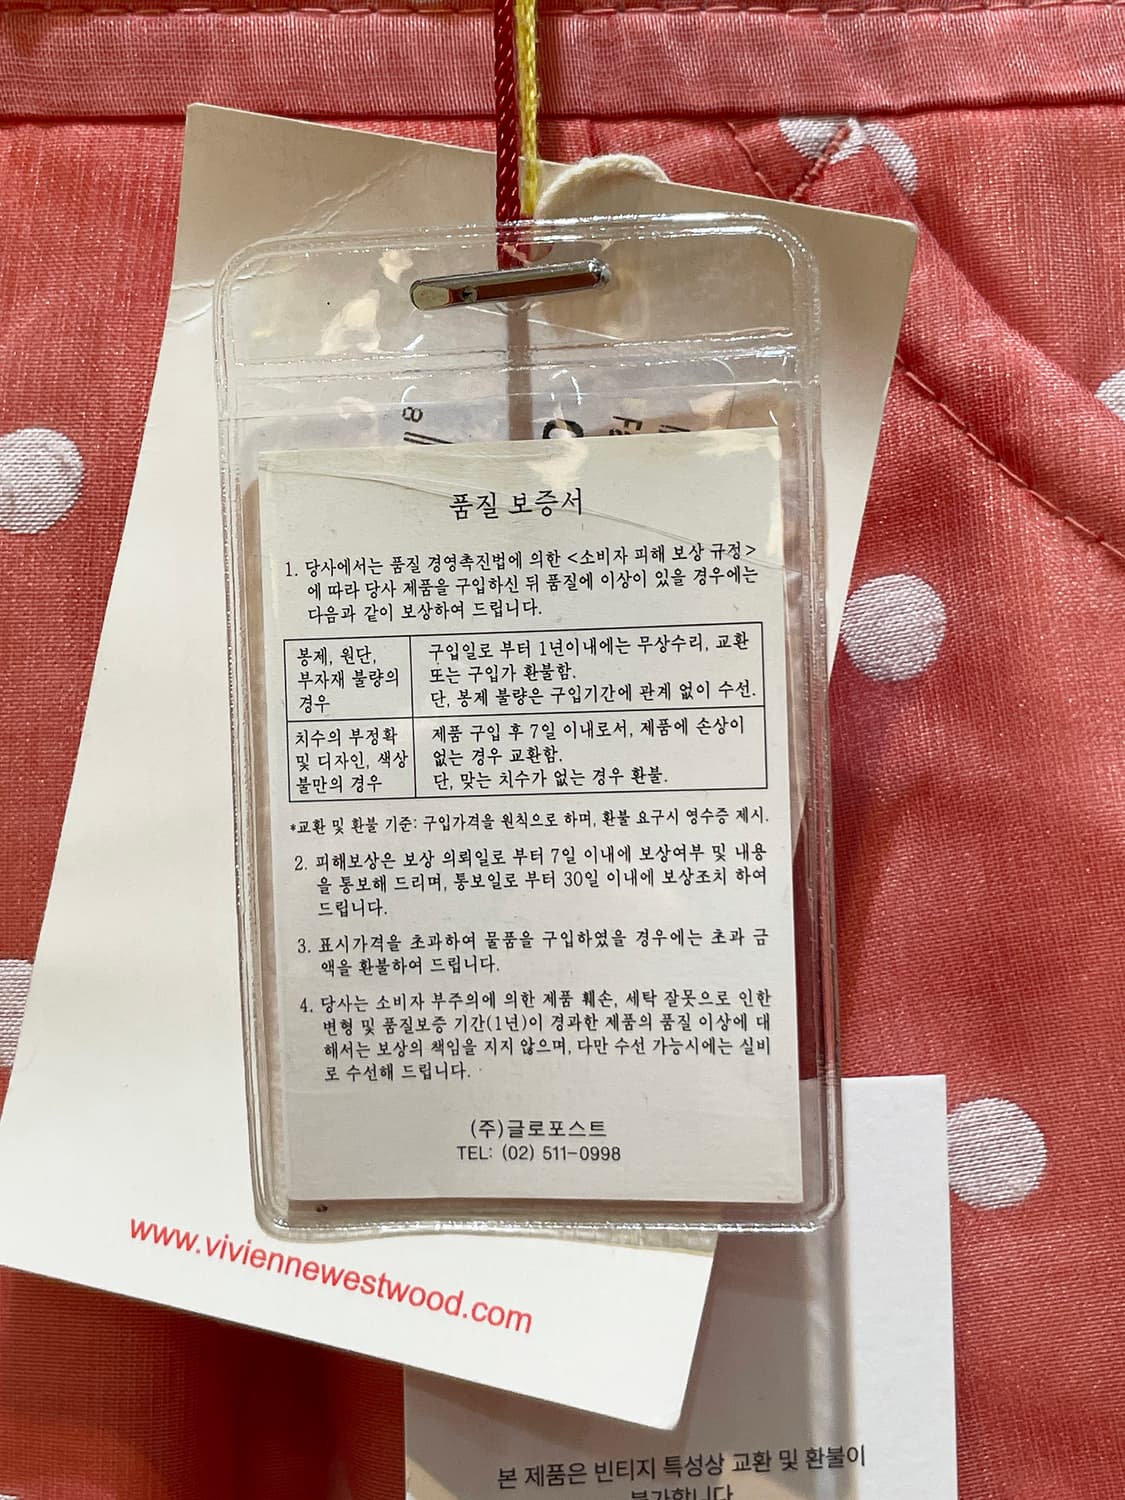 8
품질 보증서
1. 당사에서는 품질 경영촉진법에 의한 <소비자 피해 보상 규정>
에 따라 당사 제품을 구입하신 뒤 품질에 이상이 있을 경우에는
다음과 같이 보상하여 드립니다.
봉제, 원단,
부자재 불량의
경우
구입일로 부터 1년이내에는 무상수리, 교환
또는 구입가 환불함.
단, 봉제 불량은 구입기간에 관계 없이 수선.
치수의 부정확
및 디자인, 색상
불만의 경우
제품 구입 후 7일 이내로서, 제품에 손상이
없는 경우 교환함.
단, 맞는 치수가 없는 경우 환불.
*교환 및 환불 기준: 구입가격을 원칙으로 하며, 환불 요구시 영수증 제시.
2. 피해보상은 보상 의뢰일로 부터 7일 이내에 보상여부 및 내용
을 통보해 드리며, 통보일로 부터 30일 이내에 보상조치 하여
드립니다.
3. 표시가격을 초과하여 물품을 구입하였을 경우에는 초과 금
액을 환불하여 드립니다.
4. 당사는 소비자 부주의에 의한 제품 훼손, 세탁 잘못으로 인한
변형 및 품질보증 기간(1년)이 경과한 제품의 품질 이상에 대
해서는 보상의 책임을 지지 않으며, 다만 수선 가능시에는 실비
로 수선해 드립니다.
(주)글로포스트
TEL: (02) 511-0998
www.viviennewestwood.com
본 제품은 빈티지 특성상 교환 및 환불이
불가합니다